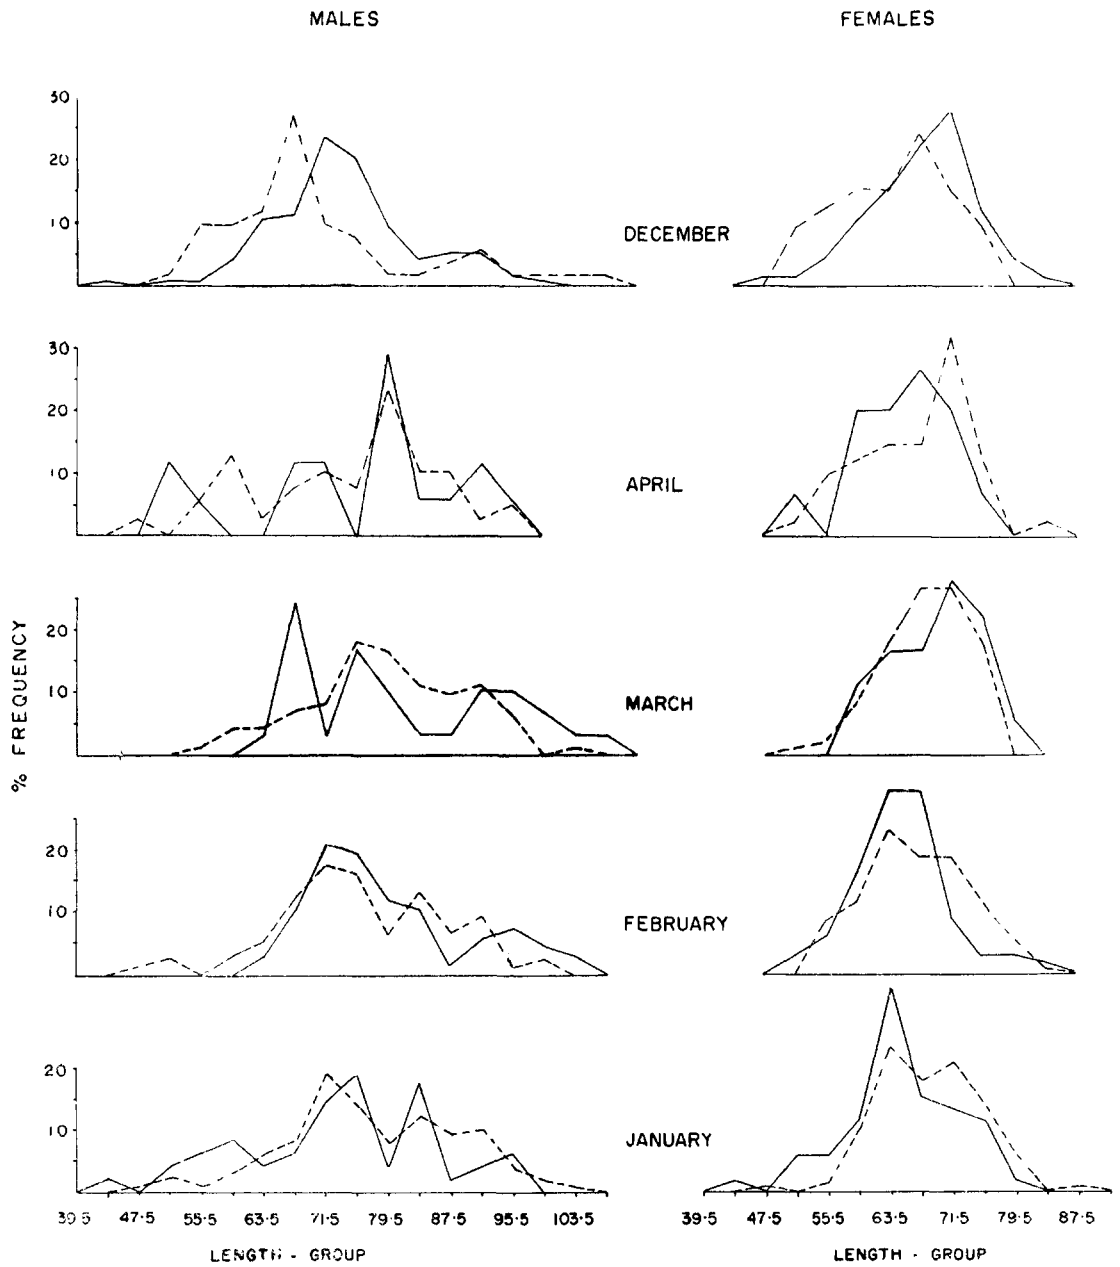 MALES FEMALES
30
20
10
DECEMBER
30
20
10
APRIL
% FREQUENCY
20
10
MARCH
20
10
FEBRUARY
20
10
JANUARY
39·5 47·5 55·5 63·5 71·5 79·5 87·5 95·5 103·5 39·5 47·5 55·5 63·5 71·5 79·5 87·5
LENGTH - GROUP LENGTH - GROUP